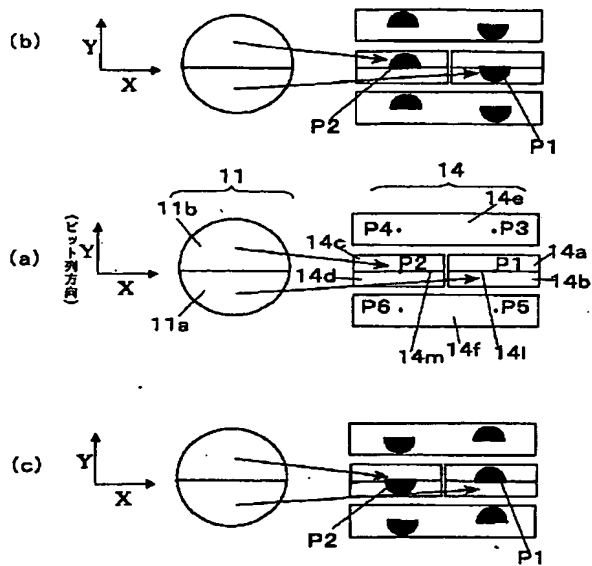 (b)
Y
X
P2
P1
11
14
11b
14e
P4
P3
(a)
(ピット列方向)
Y
X
14c
P2
P1
14a
14d
14b
11a
P6
P5
14m
14f
14l
(c)
Y
X
P2
P1